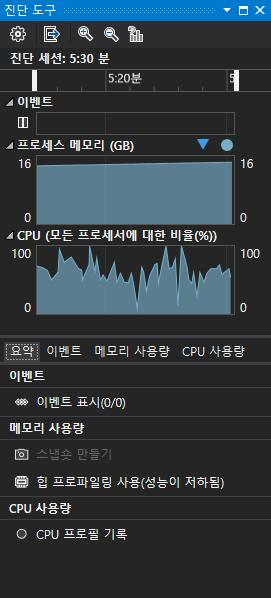 진단 도구
진단 세션: 5:30 분
5:20분
5
이벤트
프로세스 메모리 (GB)
16 16
0 0
CPU (모든 프로세서에 대한 비율(%))
100 100
0 0
요약 이벤트 메모리 사용량 CPU 사용량
이벤트
이벤트 표시(0/0)
메모리 사용량
스냅숏 만들기
힙 프로파일링 사용(성능이 저하됨)
CPU 사용량
CPU 프로필 기록